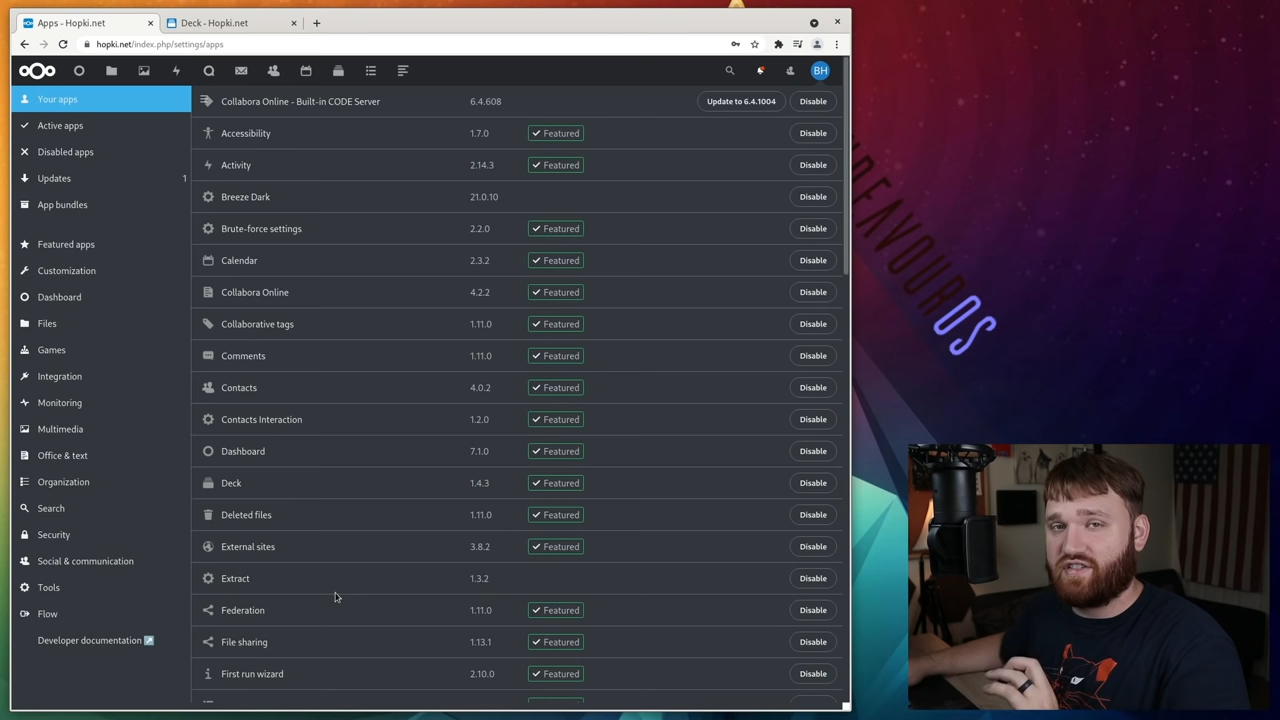 Apps - Hopki.net
Deck - Hopki.net
hopki.net/index.php/settings/apps
BH
Your apps
Active apps
Disabled apps
Updates 1
App bundles
Featured apps
Customization
Dashboard
Files
Games
Integration
Monitoring
Multimedia
Office & text
Organization
Search
Security
Social & communication
Tools
Flow
Developer documentation
Collabora Online - Built-in CODE Server 6.4.608 Update to 6.4.1004 Disable
Accessibility 1.7.0 Featured Disable
Activity 2.14.3 Featured Disable
Breeze Dark 21.0.10 Disable
Brute-force settings 2.2.0 Featured Disable
Calendar 2.3.2 Featured Disable
Collabora Online 4.2.2 Featured Disable
Collaborative tags 1.11.0 Featured Disable
Comments 1.11.0 Featured Disable
Contacts 4.0.2 Featured Disable
Contacts Interaction 1.2.0 Featured Disable
Dashboard 7.1.0 Featured Disable
Deck 1.4.3 Featured Disable
Deleted files 1.11.0 Featured Disable
External sites 3.8.2 Featured Disable
Extract 1.3.2 Disable
Federation 1.11.0 Featured Disable
File sharing 1.13.1 Featured Disable
First run wizard 2.10.0 Featured Disable